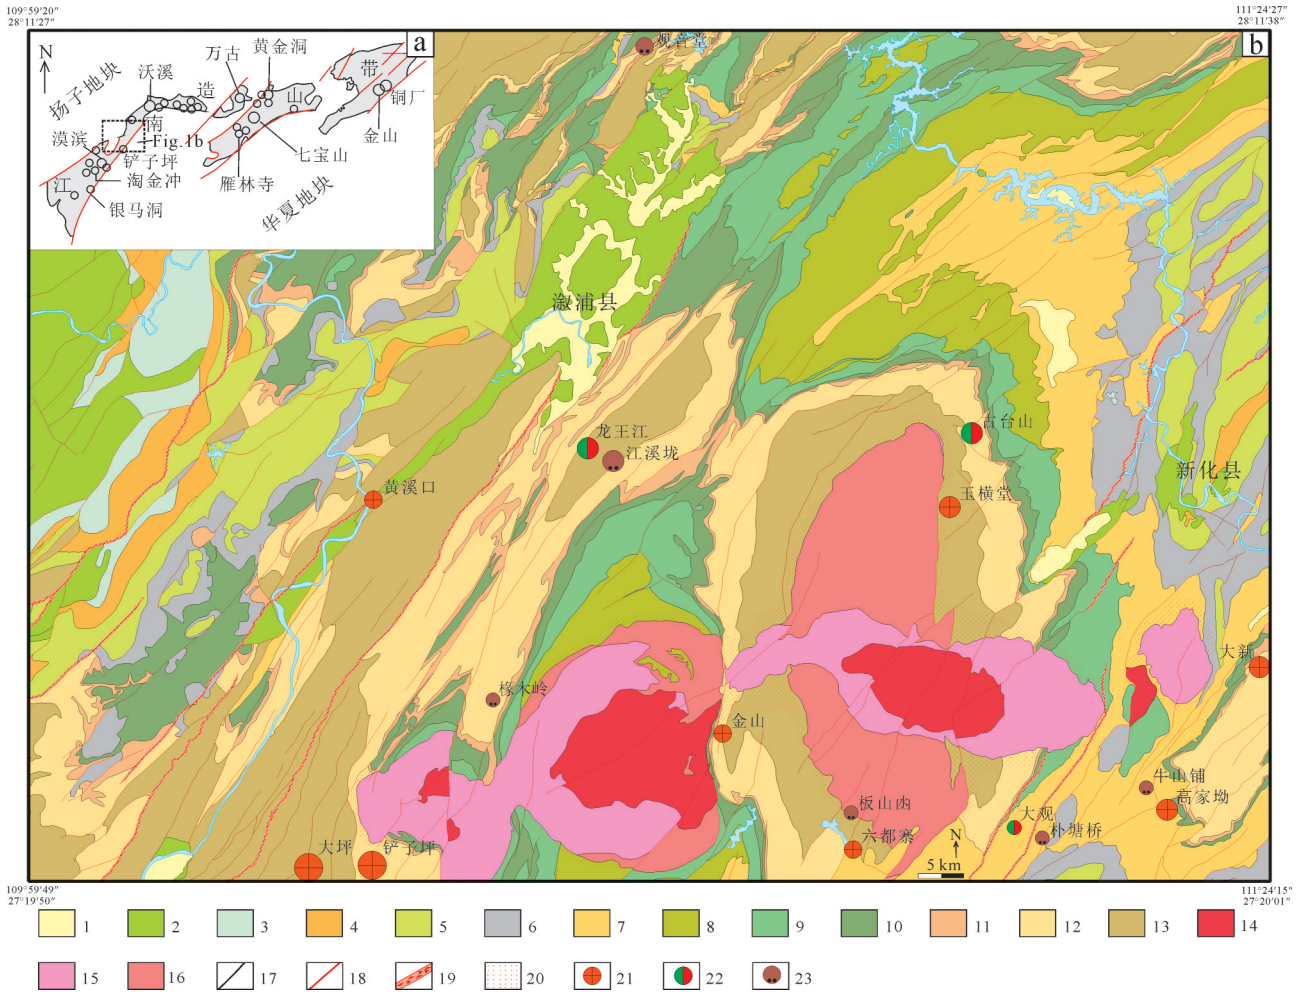 109°59′20″
28°11′27″
111°24′27″
28°11′38″
a
b
N
扬子地块
沃溪
万古
黄金洞
造
山
带
铜厂
金山
南
漠滨
Fig.1b
铲子坪
淘金冲
江
银马洞
七宝山
雁林寺
华夏地块
观音堂
溆浦县
龙王江
江溪垅
古台山
新化县
黄溪口
玉横堂
大新
椽木岭
金山
牛山铺
高家坳
板山凼
大观
朴塘桥
六都寨
大坪
铲子坪
N
5 km
109°59′49″
27°19′50″
111°24′15″
27°20′01″
1 2 3 4 5 6 7 8 9 10 11 12 13 14
15 16 17 18 19 20 21 22 23